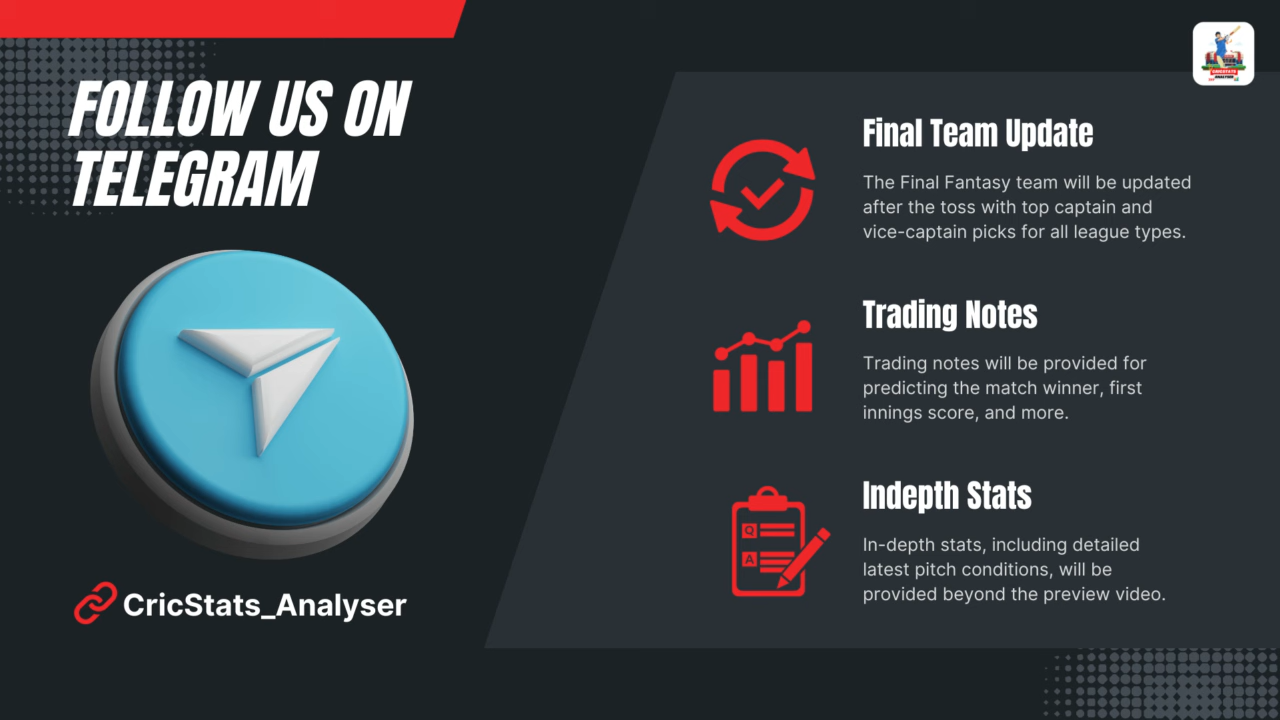 FOLLOW US ON
TELEGRAM
CricStats_Analyser
Final Team Update
The Final Fantasy team will be updated
after the toss with top captain and
vice-captain picks for all league types.
Trading Notes
Trading notes will be provided for
predicting the match winner, first
innings score, and more.
Q
A
Indepth Stats
In-depth stats, including detailed
latest pitch conditions, will be
provided beyond the preview video.